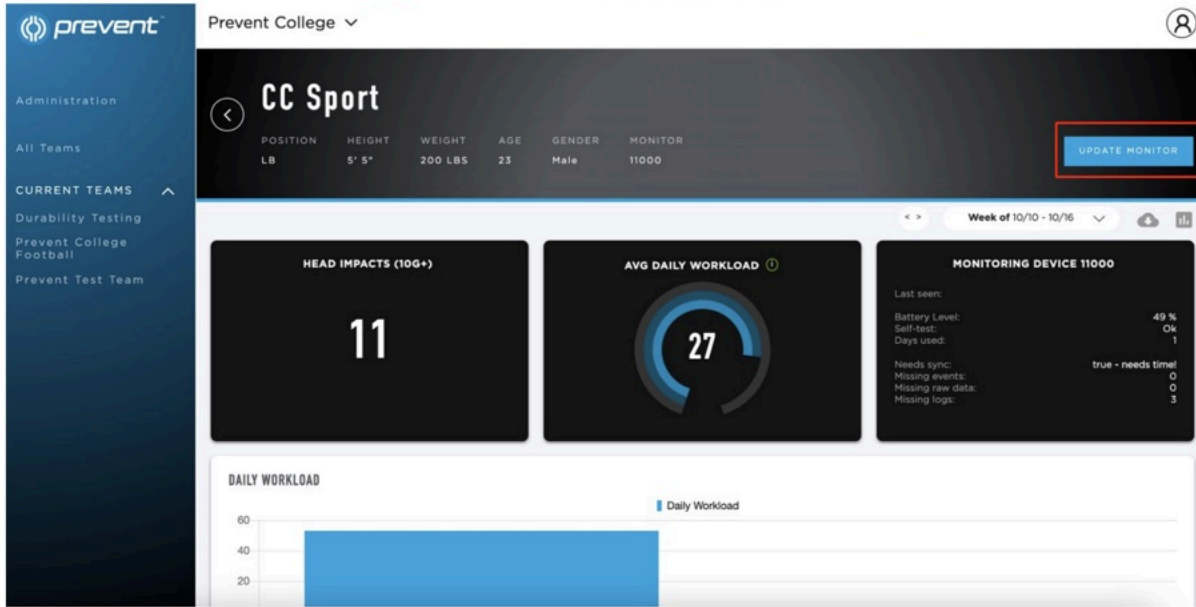 prevent
Prevent College
Administration
All Teams
CURRENT TEAMS
Durability Testing
Prevent College
Football
Prevent Test Team
CC Sport
POSITION HEIGHT WEIGHT AGE GENDER MONITOR
LB 5' 5" 200 LBS 23 Male 11000
UPDATE MONITOR
< > Week of 10/10 - 10/16
HEAD IMPACTS (10G+)
11
AVG DAILY WORKLOAD
27
MONITORING DEVICE 11000
Last seen:
Battery Level: 49 %
Self-test: Ok
Days used: 1
Needs sync: true - needs time!
Missing events: 0
Missing raw data: 0
Missing logs: 3
DAILY WORKLOAD
Daily Workload
60
40
20